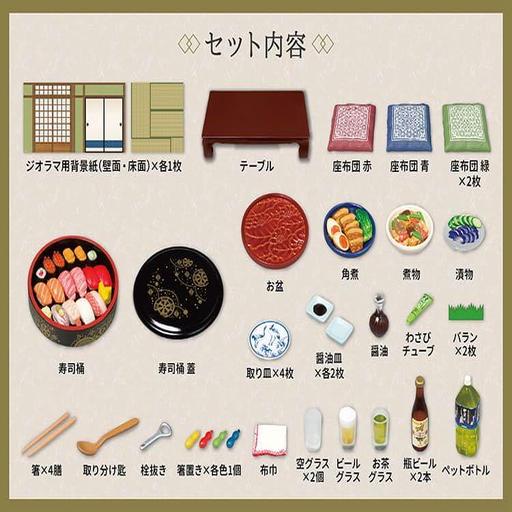 セット内容
ジオラマ用背景紙(壁面・床面)×各1枚
テーブル
座布団 赤
座布団 青
座布団 緑
×2枚
お盆
角煮
煮物
漬物
寿司桶
寿司桶 蓋
取り皿×4枚
醤油皿
×各2枚
醤油
わさび
チューブ
バラン
×2枚
箸×4膳
取り分け匙
栓抜き
箸置き×各色1個
布巾
空グラス
×2個
ビール
グラス
お茶
グラス
瓶ビール
×2本
ペットボトル